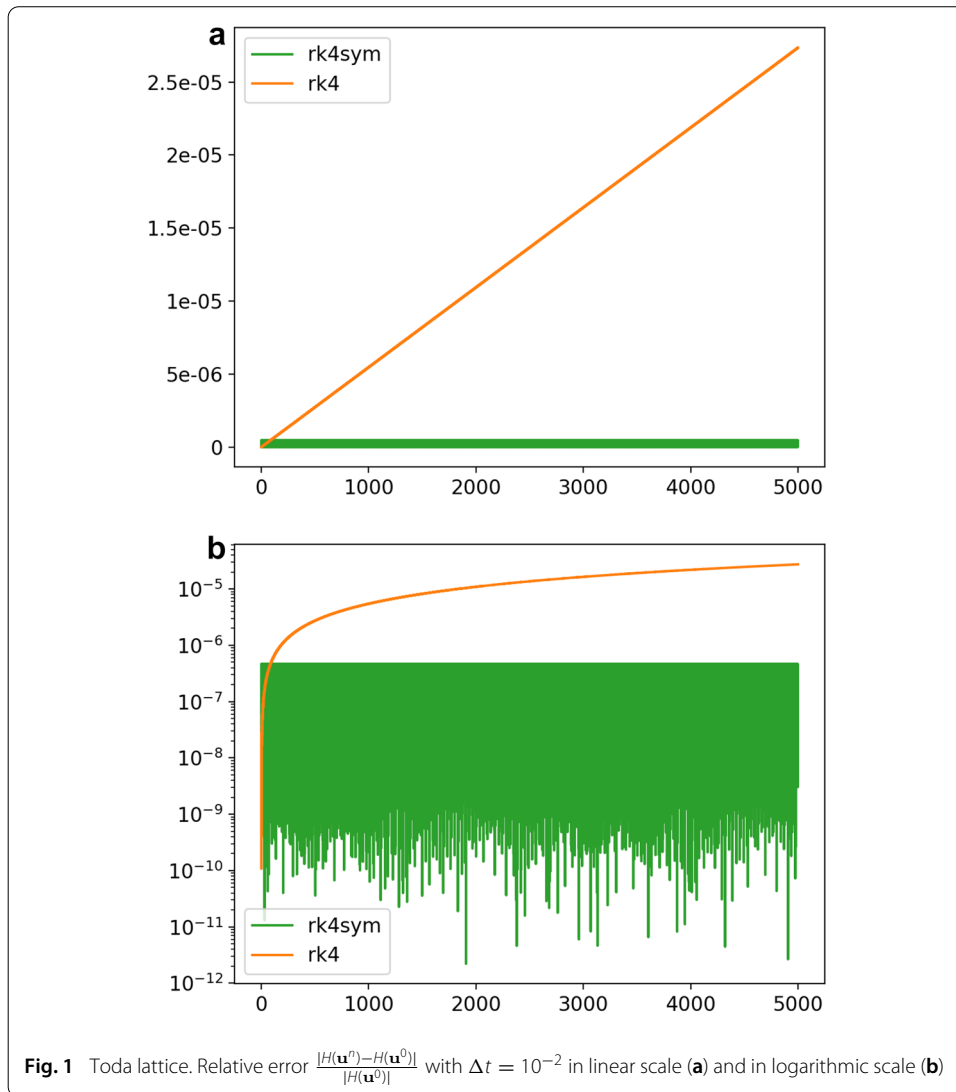 a
rk4sym
rk4
2.5e-05
2e-05
1.5e-05
1e-05
5e-06
0
0 1000 2000 3000 4000 5000
b
10⁻⁵
10⁻⁶
10⁻⁷
10⁻⁸
10⁻⁹
10⁻¹⁰
10⁻¹¹
10⁻¹²
rk4sym
rk4
0 1000 2000 3000 4000 5000
Fig. 1 Toda lattice. Relative error |H(uⁿ)−H(u⁰)| / |H(u⁰)| with Δt = 10⁻² in linear scale (a) and in logarithmic scale (b)